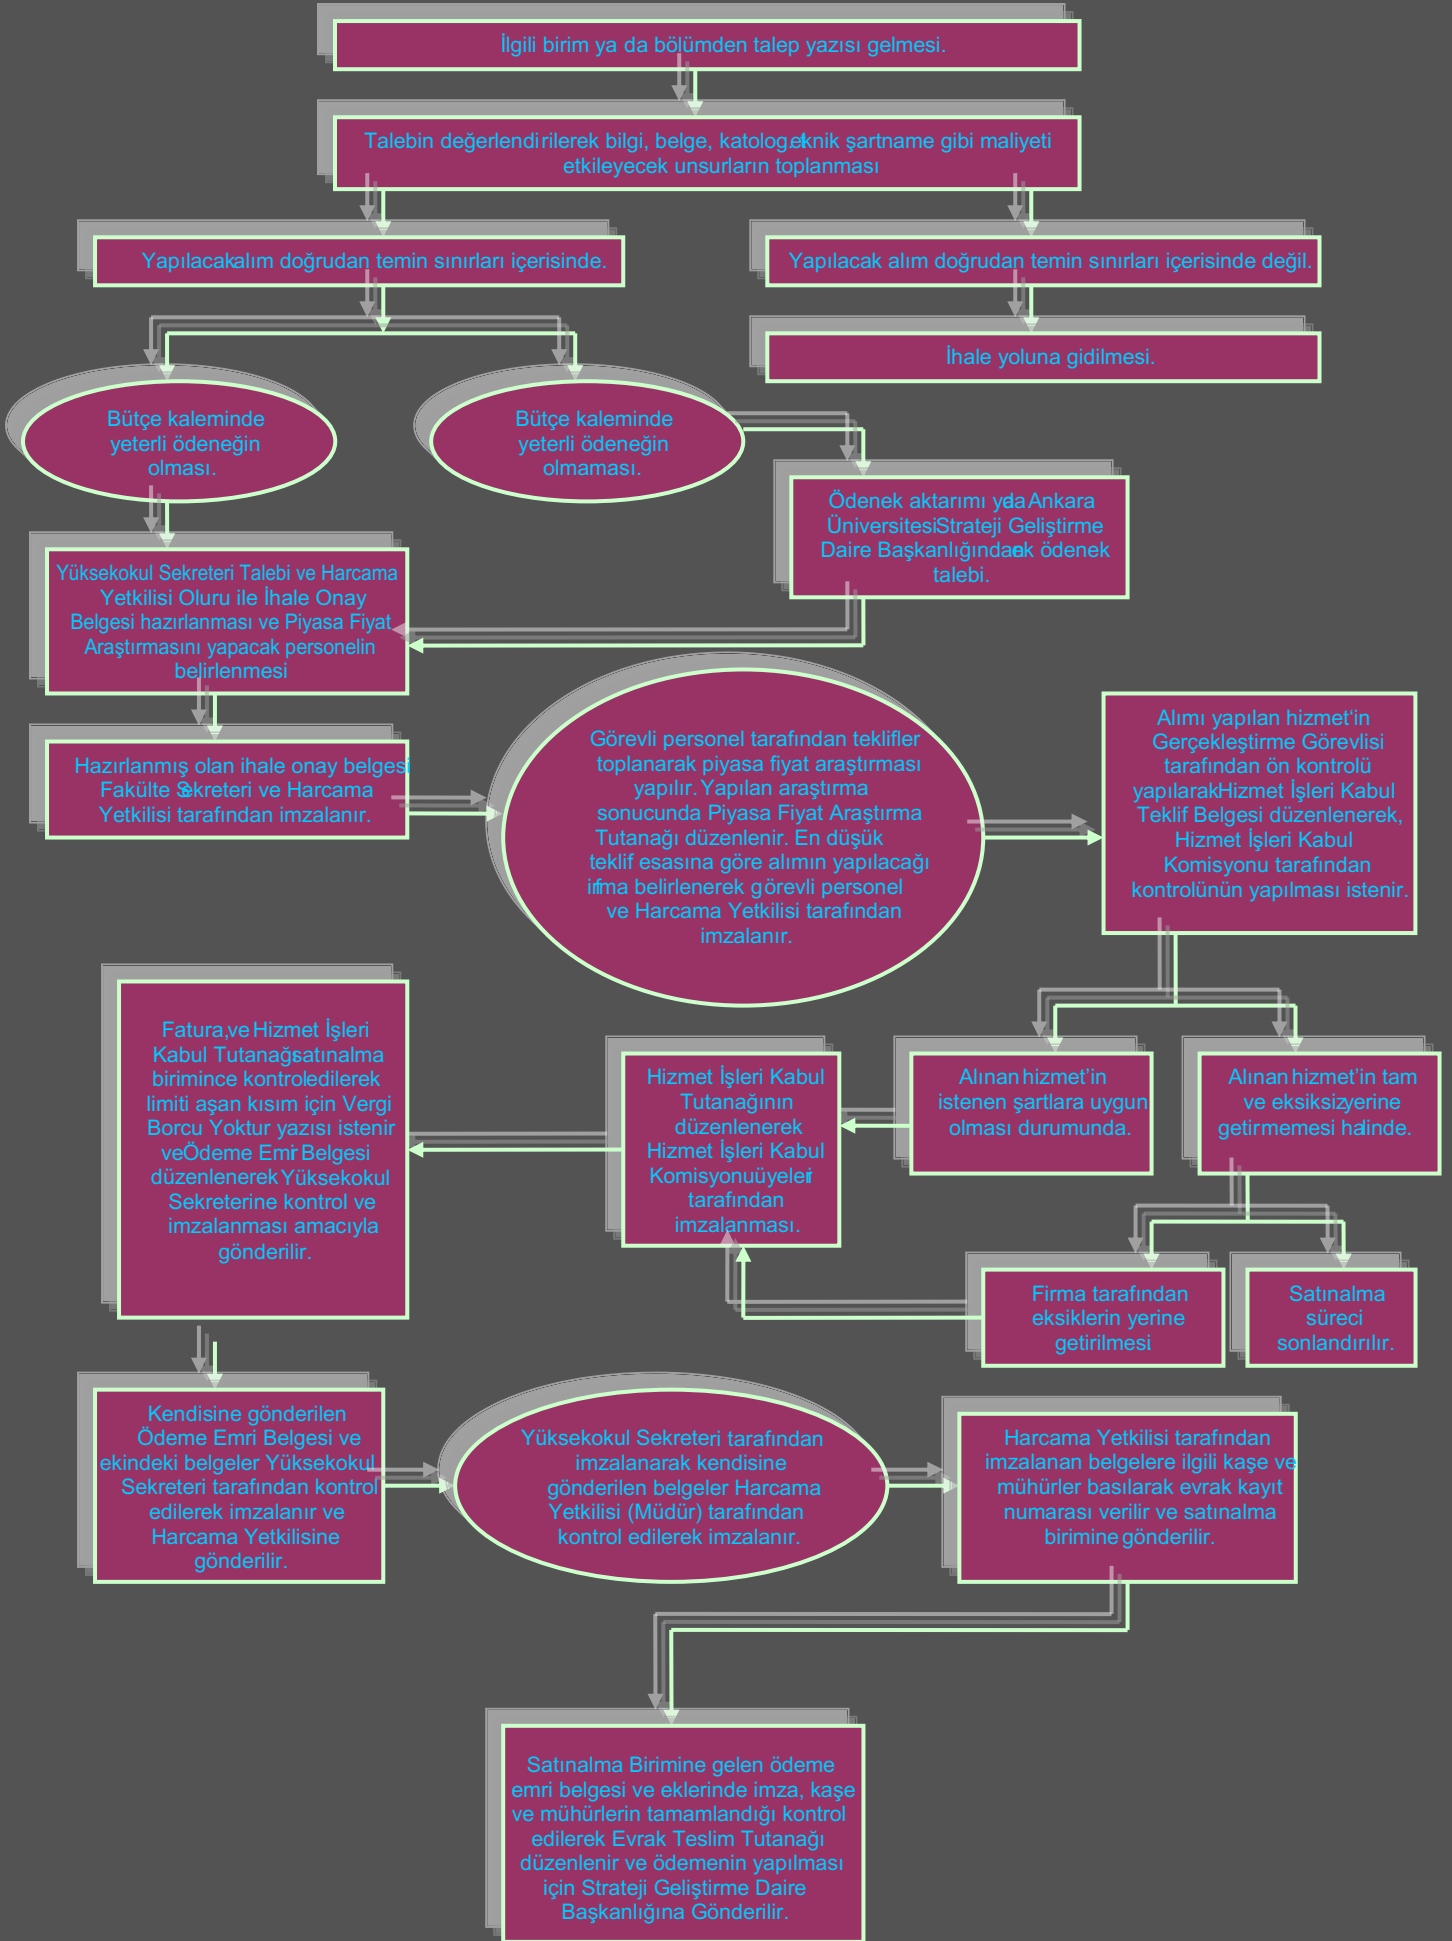 İlgili birim ya da bölümden talep yazısı gelmesi.
Talebin değerlendirilerek bilgi, belge, katolog,teknik şartname gibi maliyeti
etkileyecek unsurların toplanması
Yapılacak alım doğrudan temin sınırları içerisinde.
Yapılacak alım doğrudan temin sınırları içerisinde değil.
İhale yoluna gidilmesi.
Bütçe kaleminde
yeterli ödeneğin
olması.
Bütçe kaleminde
yeterli ödeneğin
olmaması.
Ödenek aktarımı ya da Ankara
Üniversitesi Strateji Geliştirme
Daire Başkanlığından ek ödenek
talebi.
Yüksekokul Sekreteri Talebi ve Harcama
Yetkilisi Oluru ile İhale Onay
Belgesi hazırlanması ve Piyasa Fiyat
Araştırmasını yapacak personelin
belirlenmesi
Hazırlanmış olan ihale onay belgesi
Fakülte Sekreteri ve Harcama
Yetkilisi tarafından imzalanır.
Görevli personel tarafından teklifler
toplanarak piyasa fiyat araştırması
yapılır. Yapılan araştırma
sonucunda Piyasa Fiyat Araştırma
Tutanağı düzenlenir. En düşük
teklif esasına göre alımın yapılacağı
firma belirlenerek görevli personel
ve Harcama Yetkilisi tarafından
imzalanır.
Alımı yapılan hizmet‘in
Gerçekleştirme Görevlisi
tarafından ön kontrolü
yapılarak Hizmet İşleri Kabul
Teklif Belgesi düzenlenerek,
Hizmet İşleri Kabul
Komisyonu tarafından
kontrolünün yapılması istenir.
Alınan hizmet’in
istenen şartlara uygun
olması durumunda.
Alınan hizmet’in tam
ve eksiksiz yerine
getirmemesi halinde.
Hizmet İşleri Kabul
Tutanağının
düzenlenerek
Hizmet İşleri Kabul
Komisyonu üyeleri
tarafından
imzalanması.
Fatura,ve Hizmet İşleri
Kabul Tutanağı satınalma
birimince kontrol edilerek
limiti aşan kısım için Vergi
Borcu Yoktur yazısı istenir
ve Ödeme Emir Belgesi
düzenlenerek Yüksekokul
Sekreterine kontrol ve
imzalanması amacıyla
gönderilir.
Firma tarafından
eksiklerin yerine
getirilmesi.
Satınalma
süreci
sonlandırılır.
Kendisine gönderilen
Ödeme Emri Belgesi ve
ekindeki belgeler Yüksekokul
Sekreteri tarafından kontrol
edilerek imzalanır ve
Harcama Yetkilisine
gönderilir.
Yüksekokul Sekreteri tarafından
imzalanarak kendisine
gönderilen belgeler Harcama
Yetkilisi (Müdür) tarafından
kontrol edilerek imzalanır.
Harcama Yetkilisi tarafından
imzalanan belgelere ilgili kaşe ve
mühürler basılarak evrak kayıt
numarası verilir ve satınalma
birimine gönderilir.
Satınalma Birimine gelen ödeme
emri belgesi ve eklerinde imza, kaşe
ve mühürlerin tamamlandığı kontrol
edilerek Evrak Teslim Tutanağı
düzenlenir ve ödemenin yapılması
için Strateji Geliştirme Daire
Başkanlığına Gönderilir.